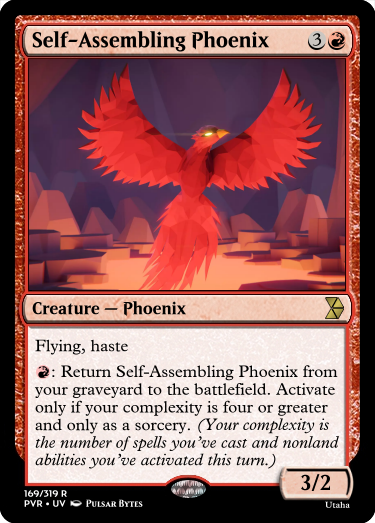 Self-Assembling Phoenix 3
Creature — Phoenix
Flying, haste
: Return Self-Assembling Phoenix from
your graveyard to the battlefield. Activate
only if your complexity is four or greater
and only as a sorcery. (Your complexity is
the number of spells you've cast and nonland
abilities you've activated this turn.)
3/2
169/319 R
PVR • UV Pulsar Bytes
Utaha